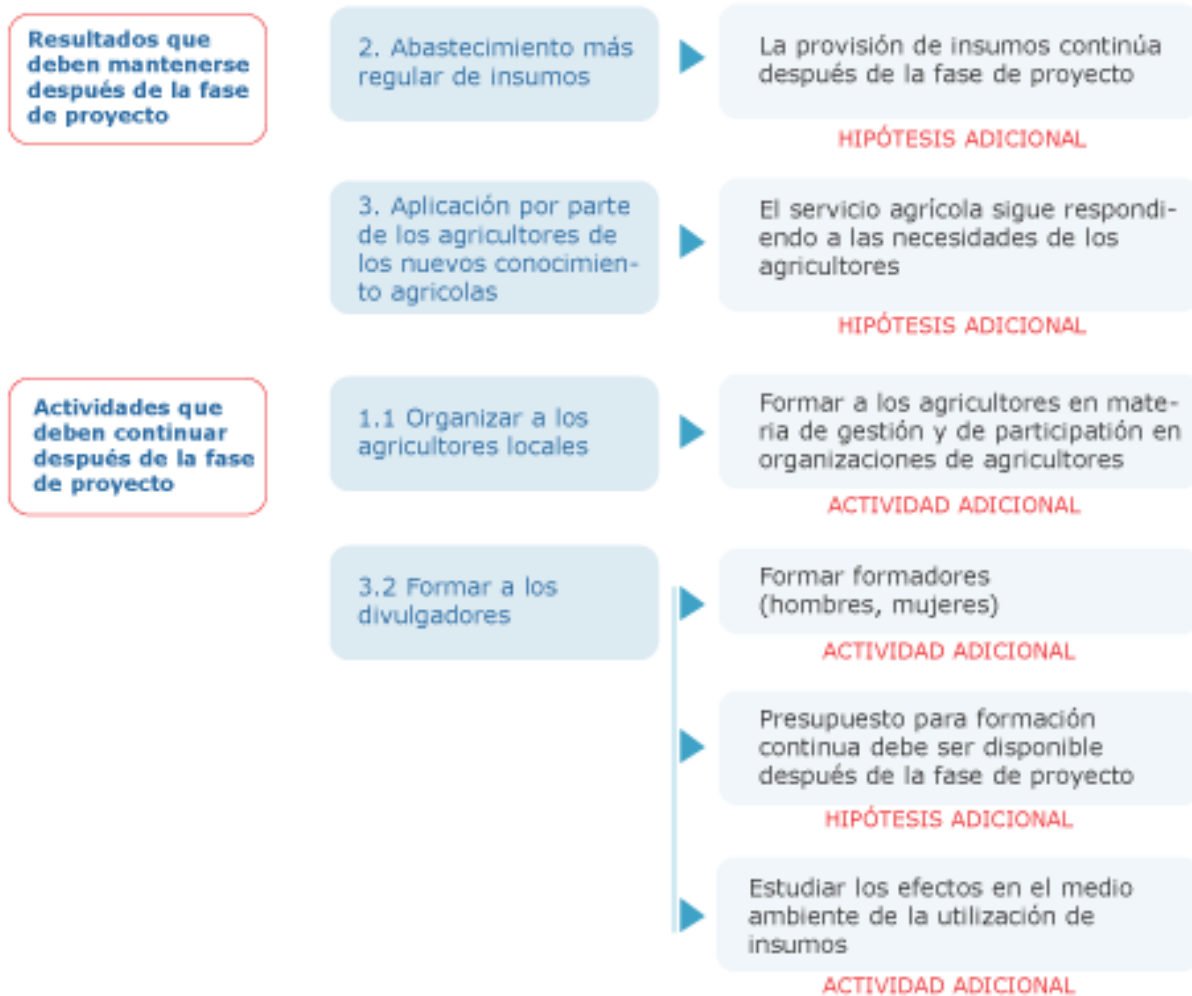 Resultados que
deben mantenerse
después de la fase
de proyecto
2. Abastecimiento más
regular de insumos
La provisión de insumos continúa
después de la fase de proyecto
HIPÓTESIS ADICIONAL
3. Aplicación por parte
de los agricultores de
los nuevos conocimien-
to agricolas
El servicio agrícola sigue respondi-
endo a las necesidades de los
agricultores
HIPÓTESIS ADICIONAL
Actividades que
deben continuar
después de la fase
de proyecto
1.1 Organizar a los
agricultores locales
Formar a los agricultores en mate-
ria de gestión y de participatión en
organizaciones de agricultores
ACTIVIDAD ADICIONAL
3.2 Formar a los
divulgadores
Formar formadores
(hombres, mujeres)
ACTIVIDAD ADICIONAL
Presupuesto para formación
continua debe ser disponible
después de la fase de proyecto
HIPÓTESIS ADICIONAL
Estudiar los efectos en el medio
ambiente de la utilización de
insumos
ACTIVIDAD ADICIONAL